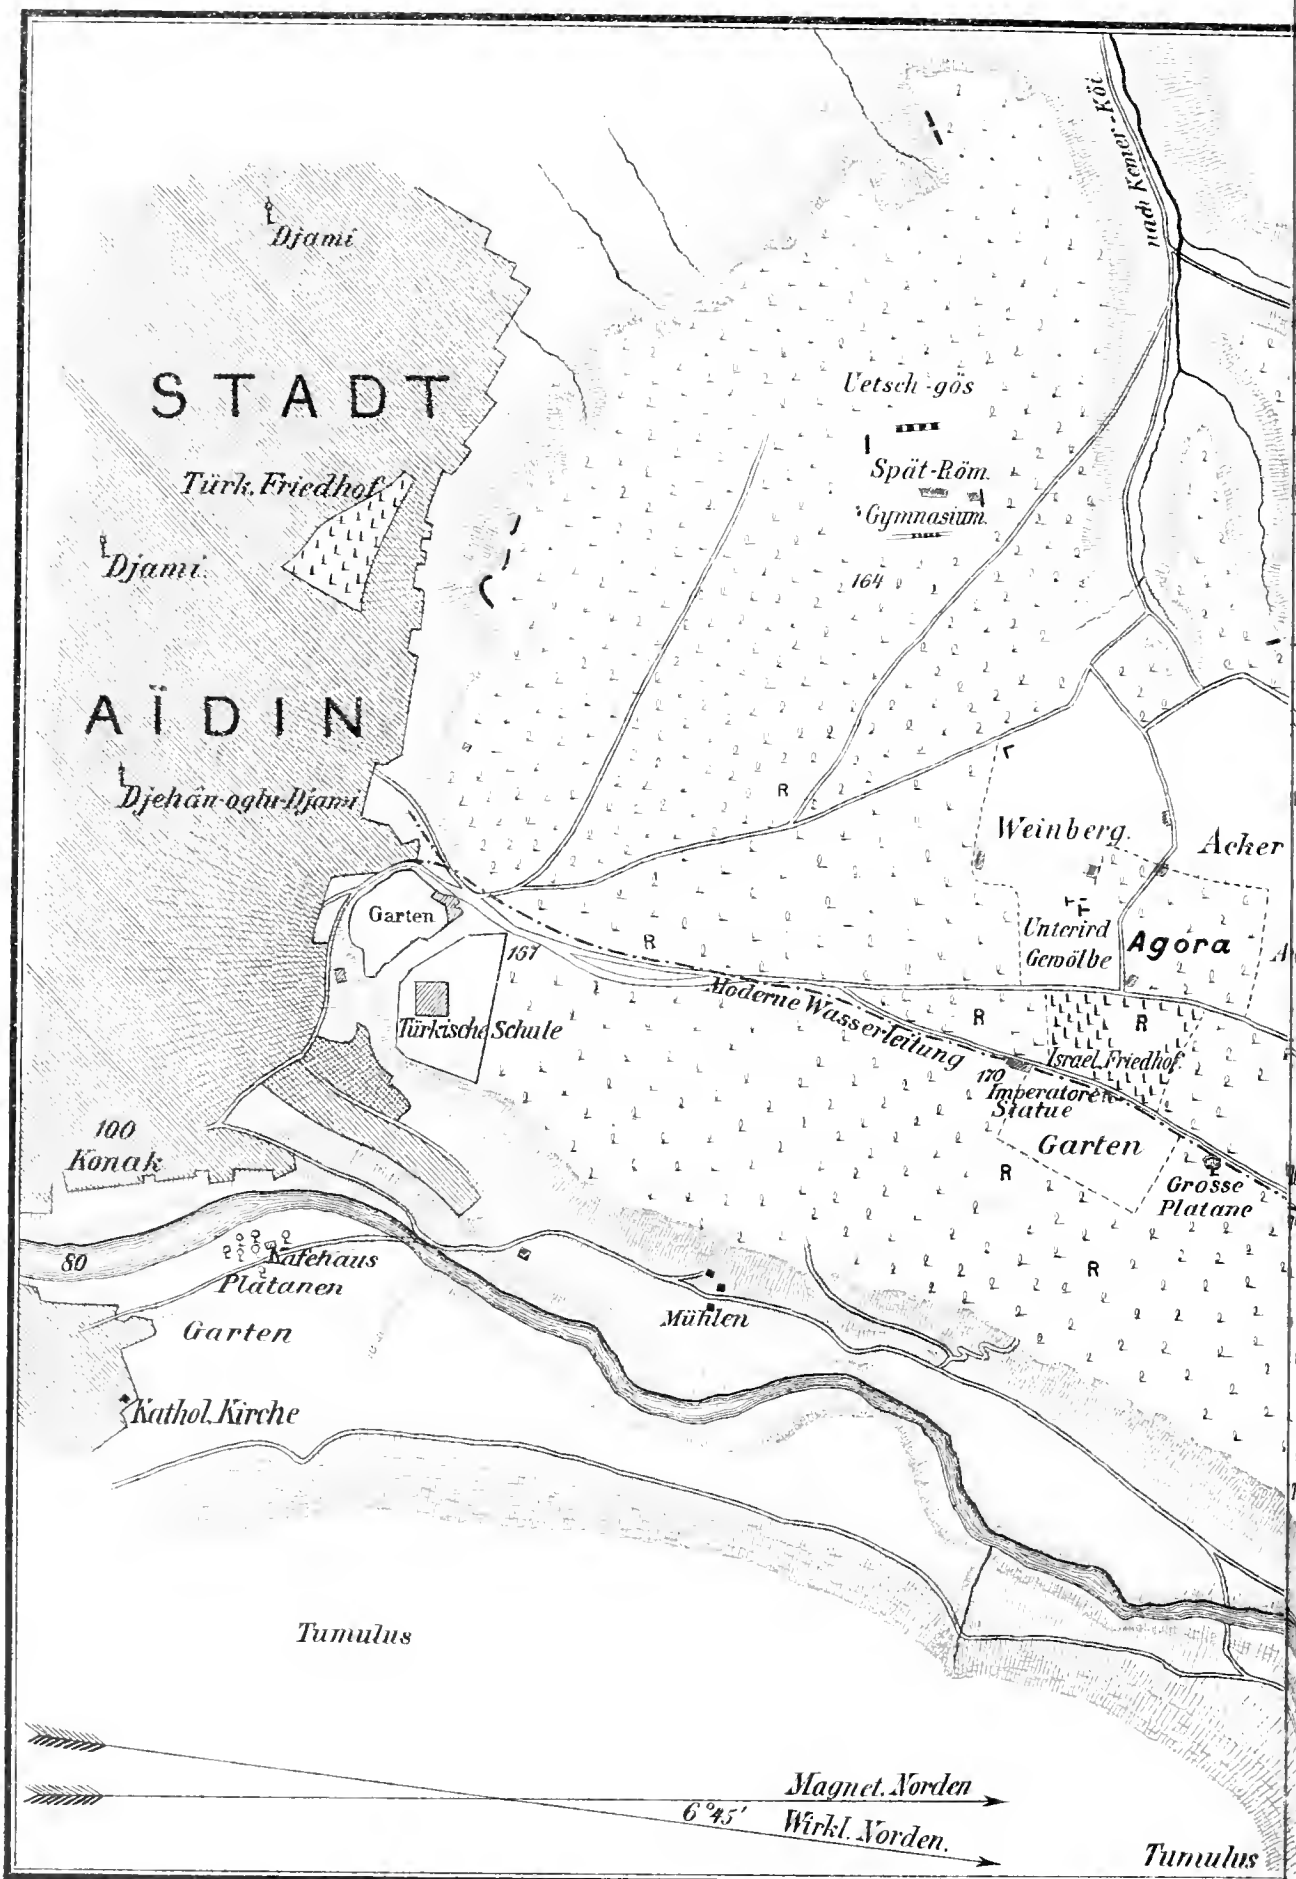 nach Kemer-Köi
Djami
STADT
Uetsch-gös
Türk. Friedhof.
Spät-Röm.
Gymnasium.
Djami.
164
AÏDIN
Djehân-oglu-Djami
R
Weinberg.
Acker
Garten
Unterird
Gewölbe
Agora
A
R
157
Moderne Wasserleitung
Türkische Schule
R
R
Israel. Friedhof.
170
Imperatoren
Statue
Garten
100
Konak
R
Grosse
Platane
80
Kafehaus
Platanen
R
Garten
Mühlen
Kathol. Kirche
Tumulus
Magnet. Norden
6°45'
Wirkl. Norden.
Tumulus